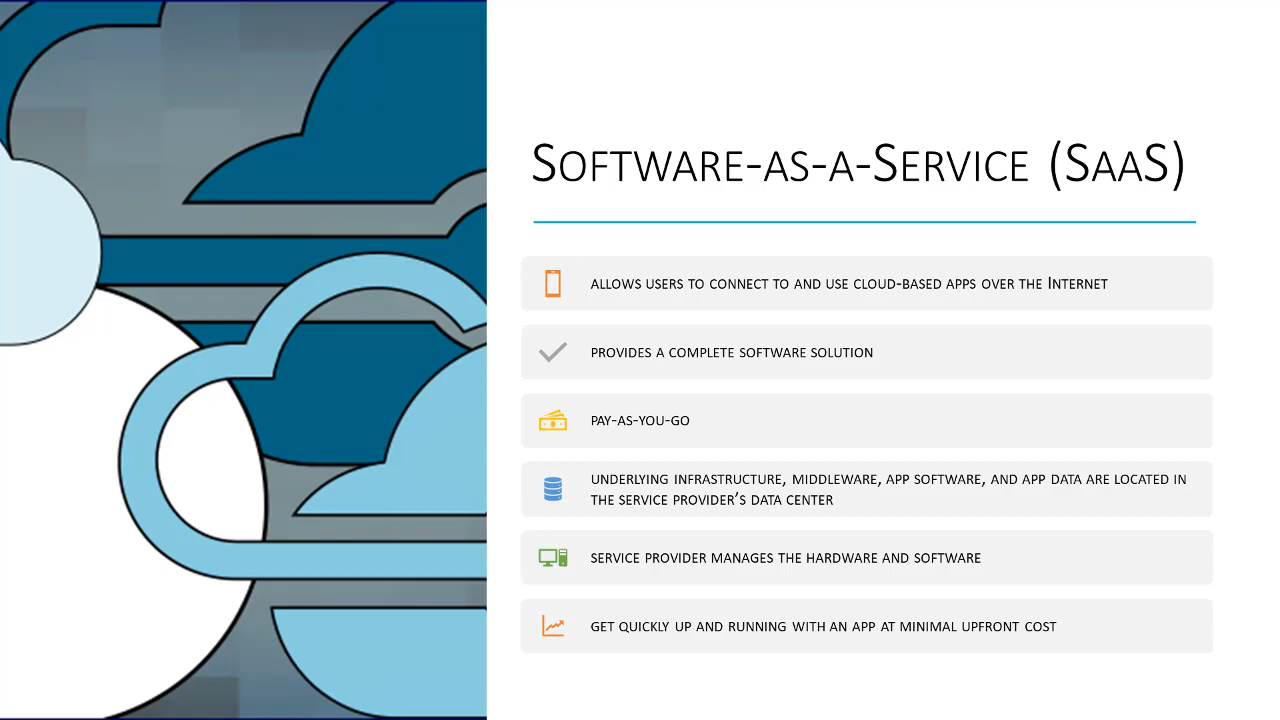 Software-as-a-Service (SaaS)
allows users to connect to and use cloud-based apps over the Internet
provides a complete software solution
pay-as-you-go
underlying infrastructure, middleware, app software, and app data are located in
the service provider’s data center
service provider manages the hardware and software
get quickly up and running with an app at minimal upfront cost